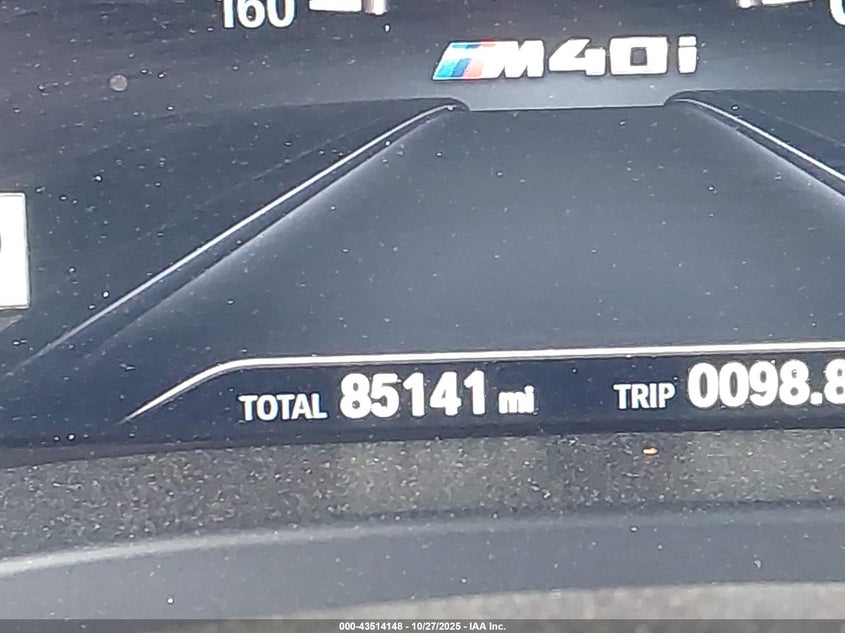 160
M40i
TOTAL 85141 mi TRIP 0098.8
000-43514148 - 10/27/2025 - IAA Inc.